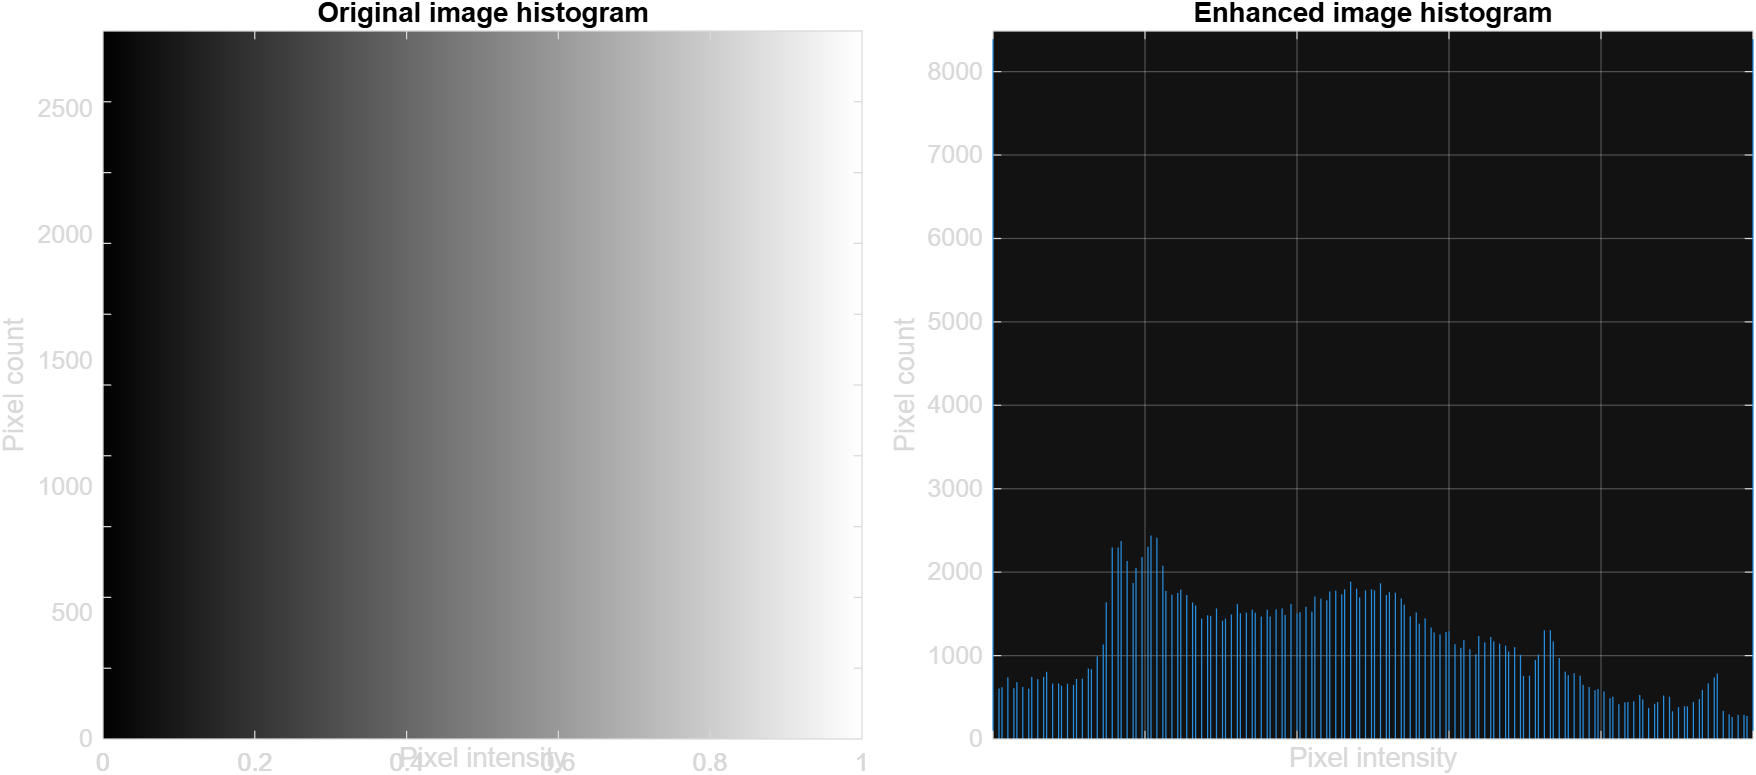 Original image histogram
2500
2000
1500
1000
500
0
Pixel count
0 0.2 0.4 0.6 0.8 1
Pixel intensity
Enhanced image histogram
8000
7000
6000
5000
4000
3000
2000
1000
0
Pixel count
Pixel intensity